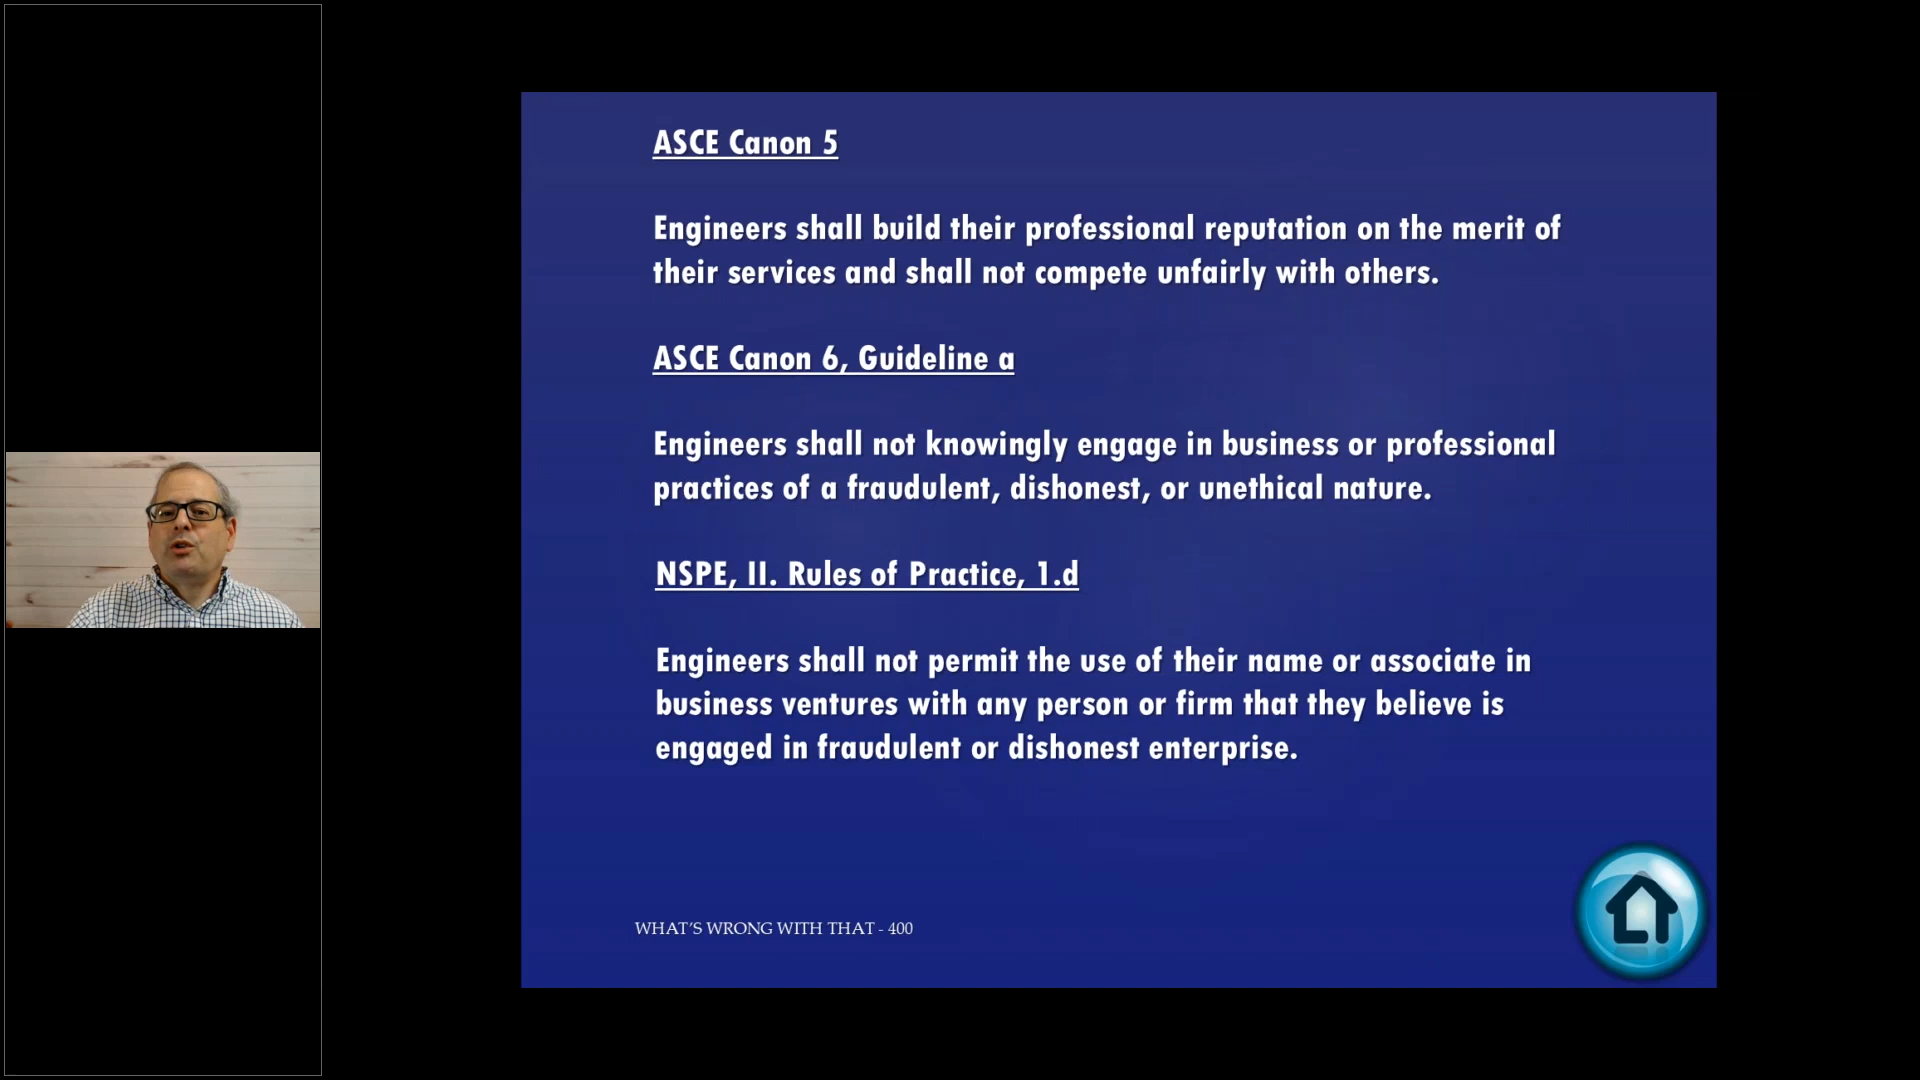 ASCE Canon 5
Engineers shall build their professional reputation on the merit of
their services and shall not compete unfairly with others.
ASCE Canon 6, Guideline a
Engineers shall not knowingly engage in business or professional
practices of a fraudulent, dishonest, or unethical nature.
NSPE, II. Rules of Practice, 1.d
Engineers shall not permit the use of their name or associate in
business ventures with any person or firm that they believe is
engaged in fraudulent or dishonest enterprise.
WHAT’S WRONG WITH THAT - 400